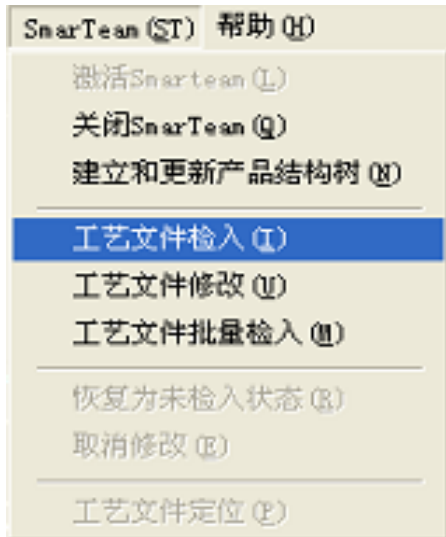 SmarTeam(ST) 帮助(H)
激活Smarteam(L)
关闭SmarTeam(Q)
建立和更新产品结构树(N)
工艺文件检入(I)
工艺文件修改(U)
工艺文件批量检入(M)
恢复为未检入状态(R)
取消修改(E)
工艺文件定位(P)